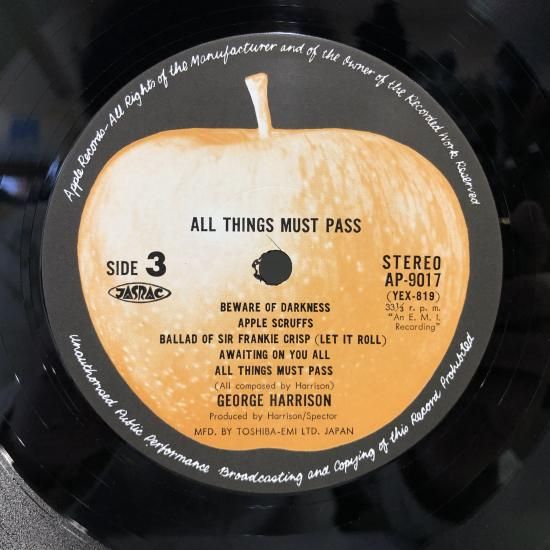 Apple Records-All Rights of the Manufacturer and of the Owner of the Recorded Work Reserved
ALL THINGS MUST PASS
SIDE 3
JASRAC
STEREO
AP-9017
(YEX-819)
33⅓ r. p. m.
"An E. M. I.
Recording"
BEWARE OF DARKNESS
APPLE SCRUFFS
BALLAD OF SIR FRANKIE CRISP (LET IT ROLL)
AWAITING ON YOU ALL
ALL THINGS MUST PASS
(All composed by Harrison)
GEORGE HARRISON
Produced by Harrison/Spector
MFD. BY TOSHIBA-EMI LTD. JAPAN
Unauthorised Public Performance Broadcasting and Copying of this Record Prohibited